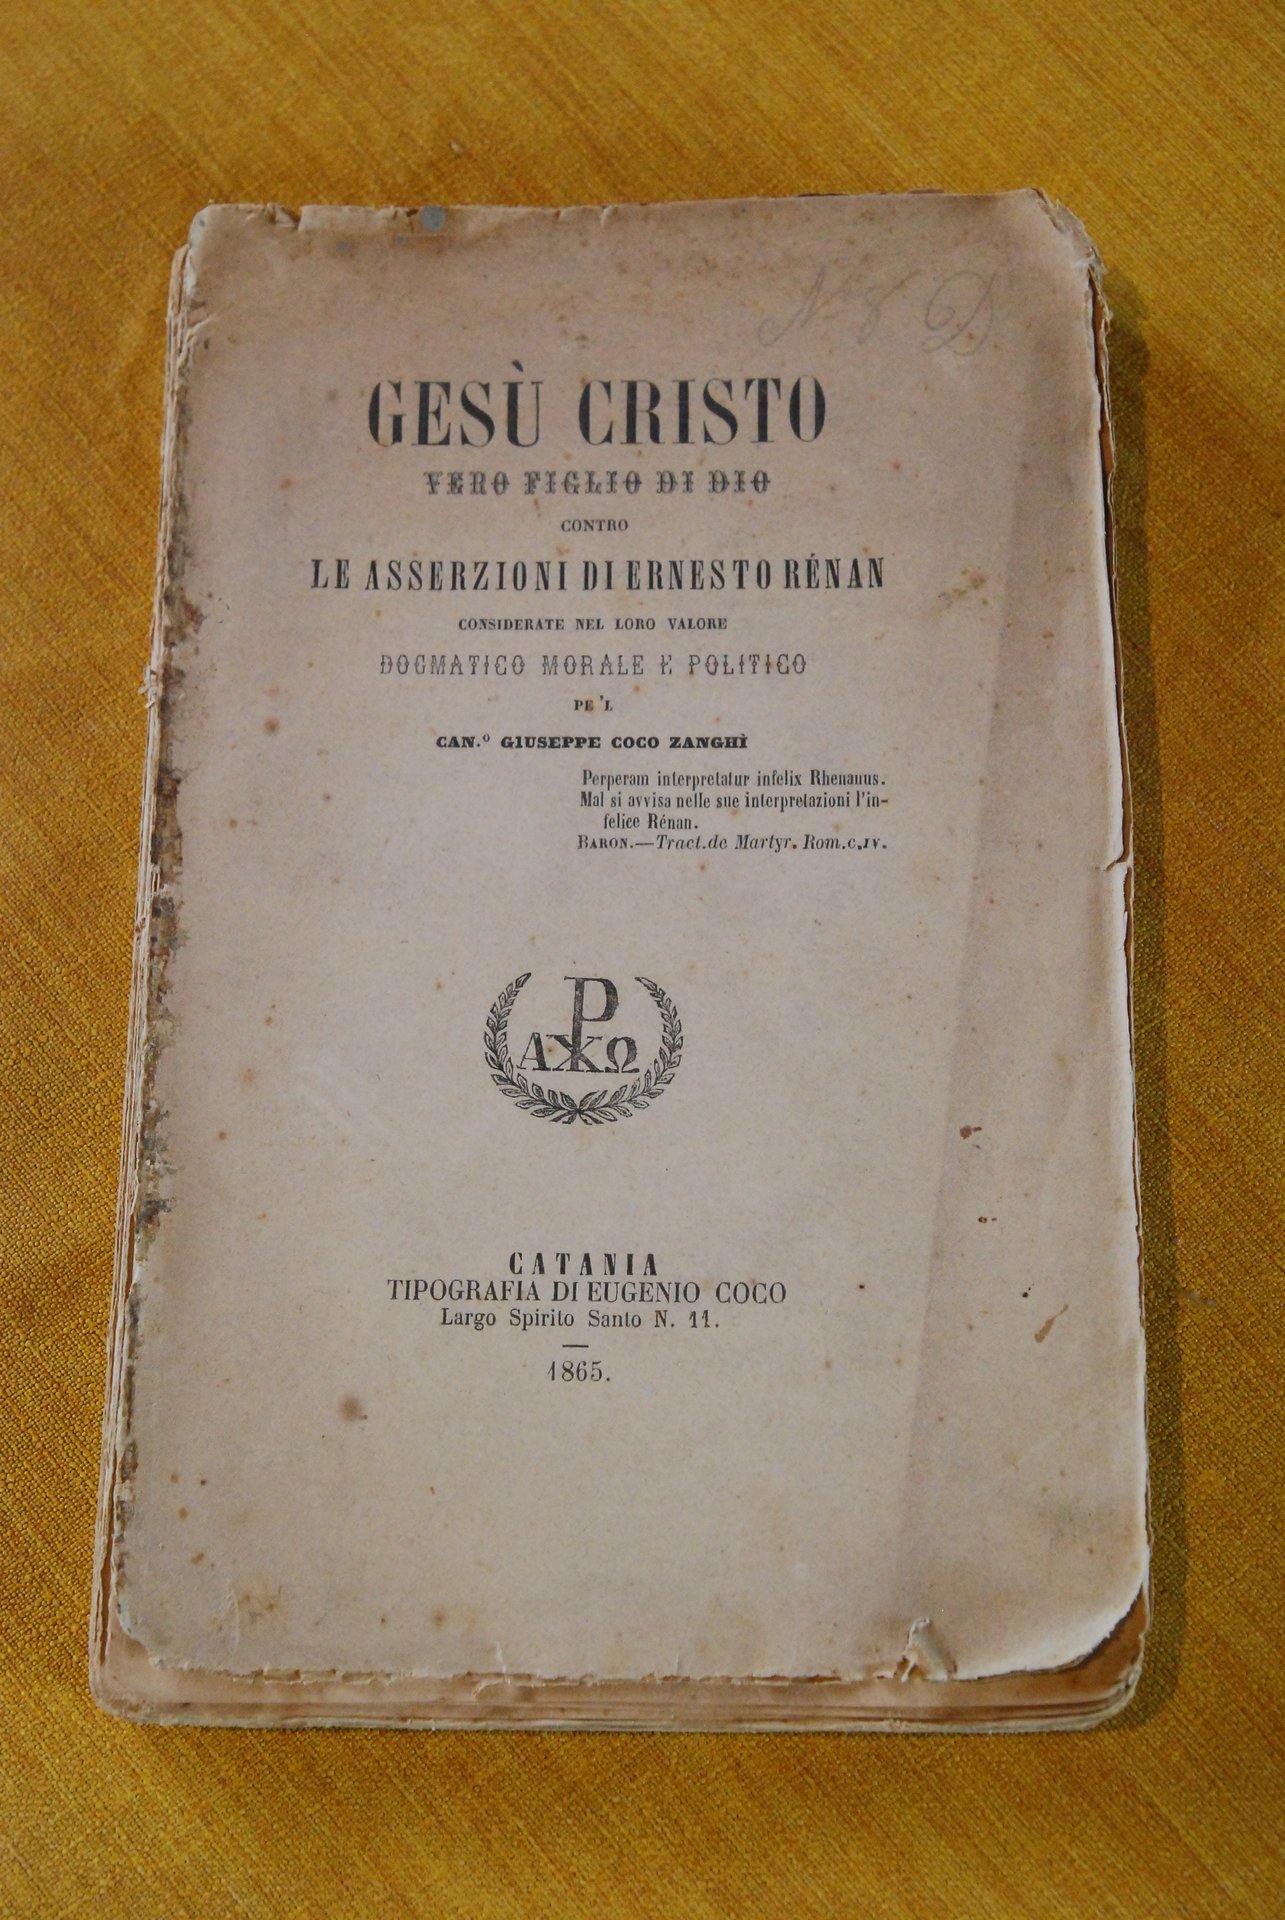 GESÙ CRISTO
VERO FIGLIO DI DIO
CONTRO
LE ASSERZIONI DI ERNESTO RÉNAN
CONSIDERATE NEL LORO VALORE
DOGMATICO MORALE E POLITICO
PE 'L
CAN.º GIUSEPPE COCO ZANGHÌ
Perperam interpretatur infelix Rhenanus.
Mal si avvisa nelle sue interpretazioni l'in-
felice Rénan.
BARON.—Tract.de Martyr. Rom.c.IV.
Α Ω
CATANIA
TIPOGRAFIA DI EUGENIO COCO
Largo Spirito Santo N. 11.
1865.